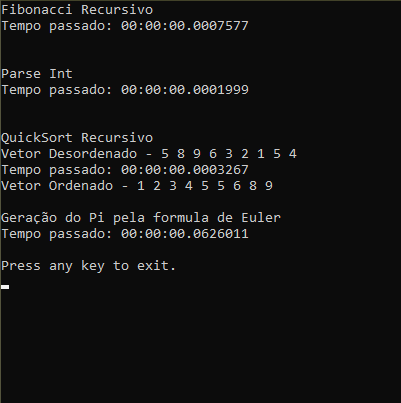 Fibonacci Recursivo
Tempo passado: 00:00:00.0007577
Parse Int
Tempo passado: 00:00:00.0001999
QuickSort Recursivo
Vetor Desordenado - 5 8 9 6 3 2 1 5 4
Tempo passado: 00:00:00.0003267
Vetor Ordenado - 1 2 3 4 5 5 6 8 9
Geração do Pi pela formula de Euler
Tempo passado: 00:00:00.0626011
Press any key to exit.